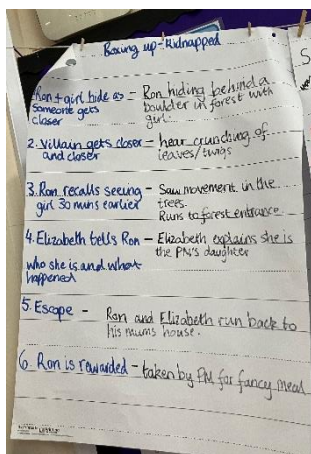 Boxing up - Kidnapped
Ron + girl hide as - Ron hiding behind a
someone gets boulder in forest with
closer girl.
2. Villain gets closer - hear crunching of
and closer leaves/twigs
3. Ron recalls seeing - Saw movement in the
girl 30 mins earlier trees.
Runs to forest entrance
4. Elizabeth tells Ron - Elizabeth explains she is
the PM's daughter
who she is and what
happened
5. Escape - Ron and Elizabeth run back to
his mums house.
6. Ron is rewarded - taken by PM for fancy meal
S